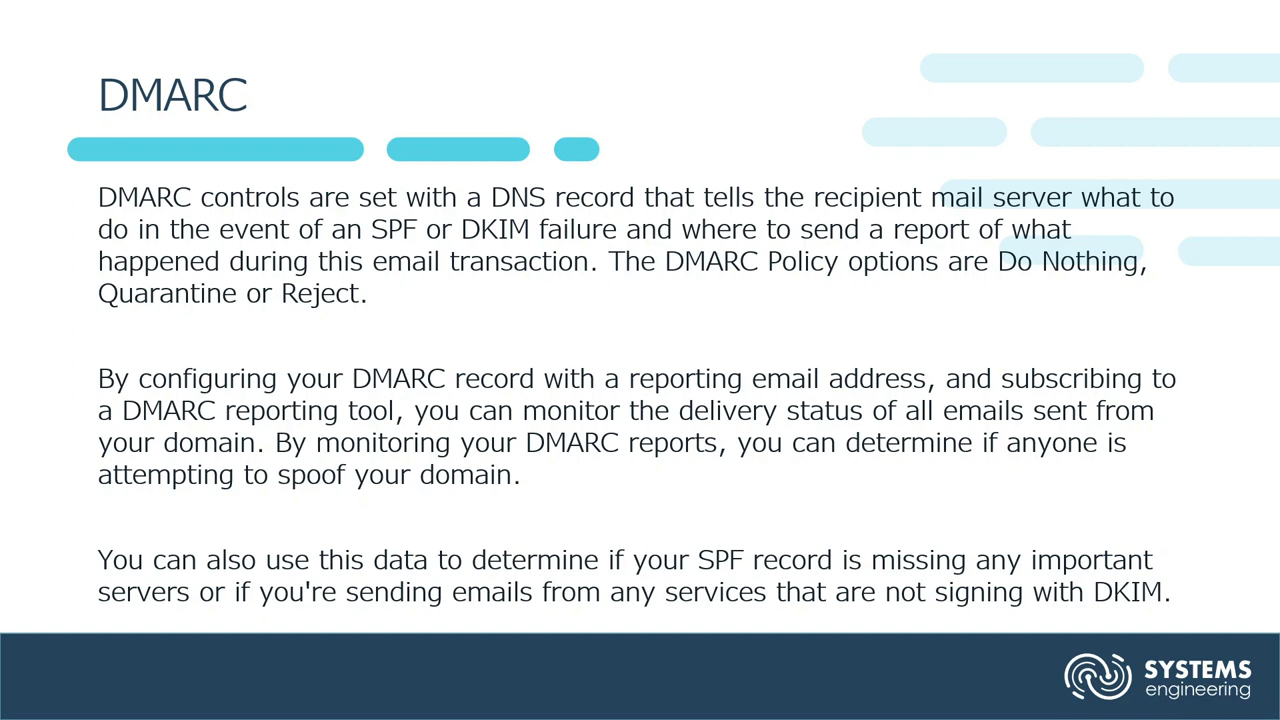 DMARC
DMARC controls are set with a DNS record that tells the recipient mail server what to
do in the event of an SPF or DKIM failure and where to send a report of what
happened during this email transaction. The DMARC Policy options are Do Nothing,
Quarantine or Reject.
By configuring your DMARC record with a reporting email address, and subscribing to
a DMARC reporting tool, you can monitor the delivery status of all emails sent from
your domain. By monitoring your DMARC reports, you can determine if anyone is
attempting to spoof your domain.
You can also use this data to determine if your SPF record is missing any important
servers or if you're sending emails from any services that are not signing with DKIM.
SYSTEMS
engineering